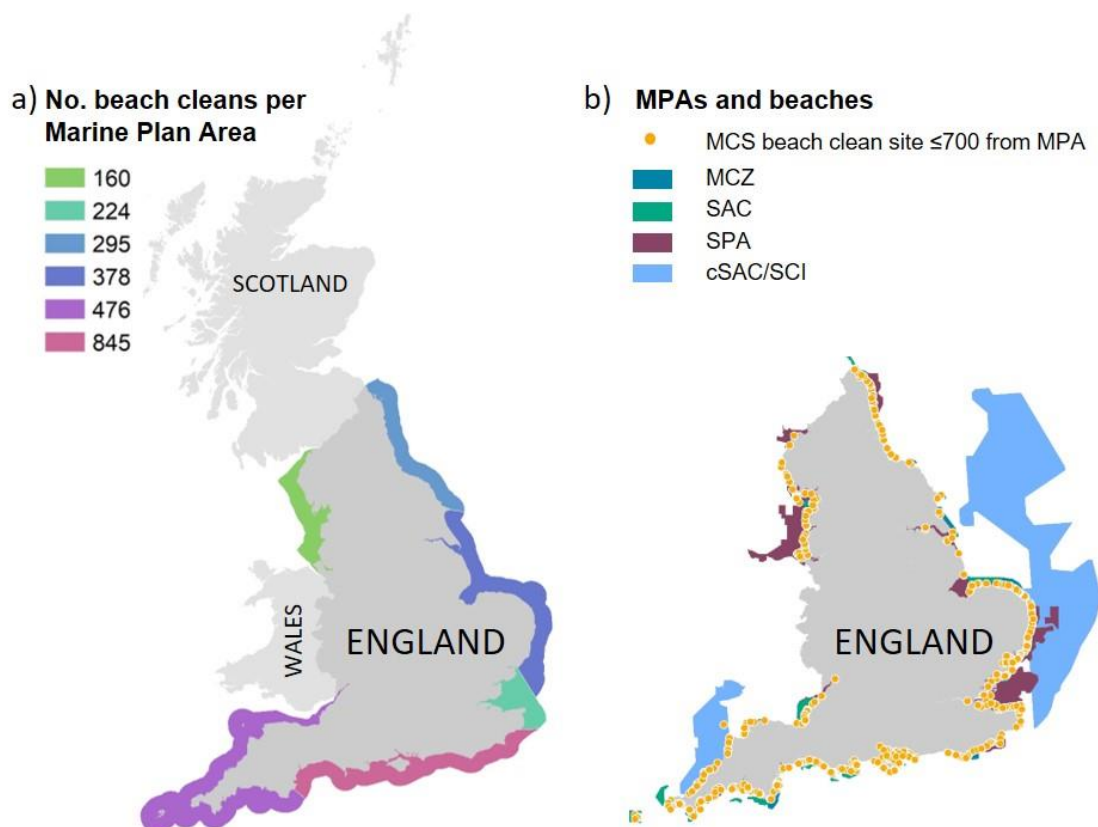 a) No. beach cleans per
Marine Plan Area
160
224
295
378
476
845
SCOTLAND
WALES
ENGLAND
b) MPAs and beaches
MCS beach clean site ≤700 from MPA
MCZ
SAC
SPA
cSAC/SCI
ENGLAND